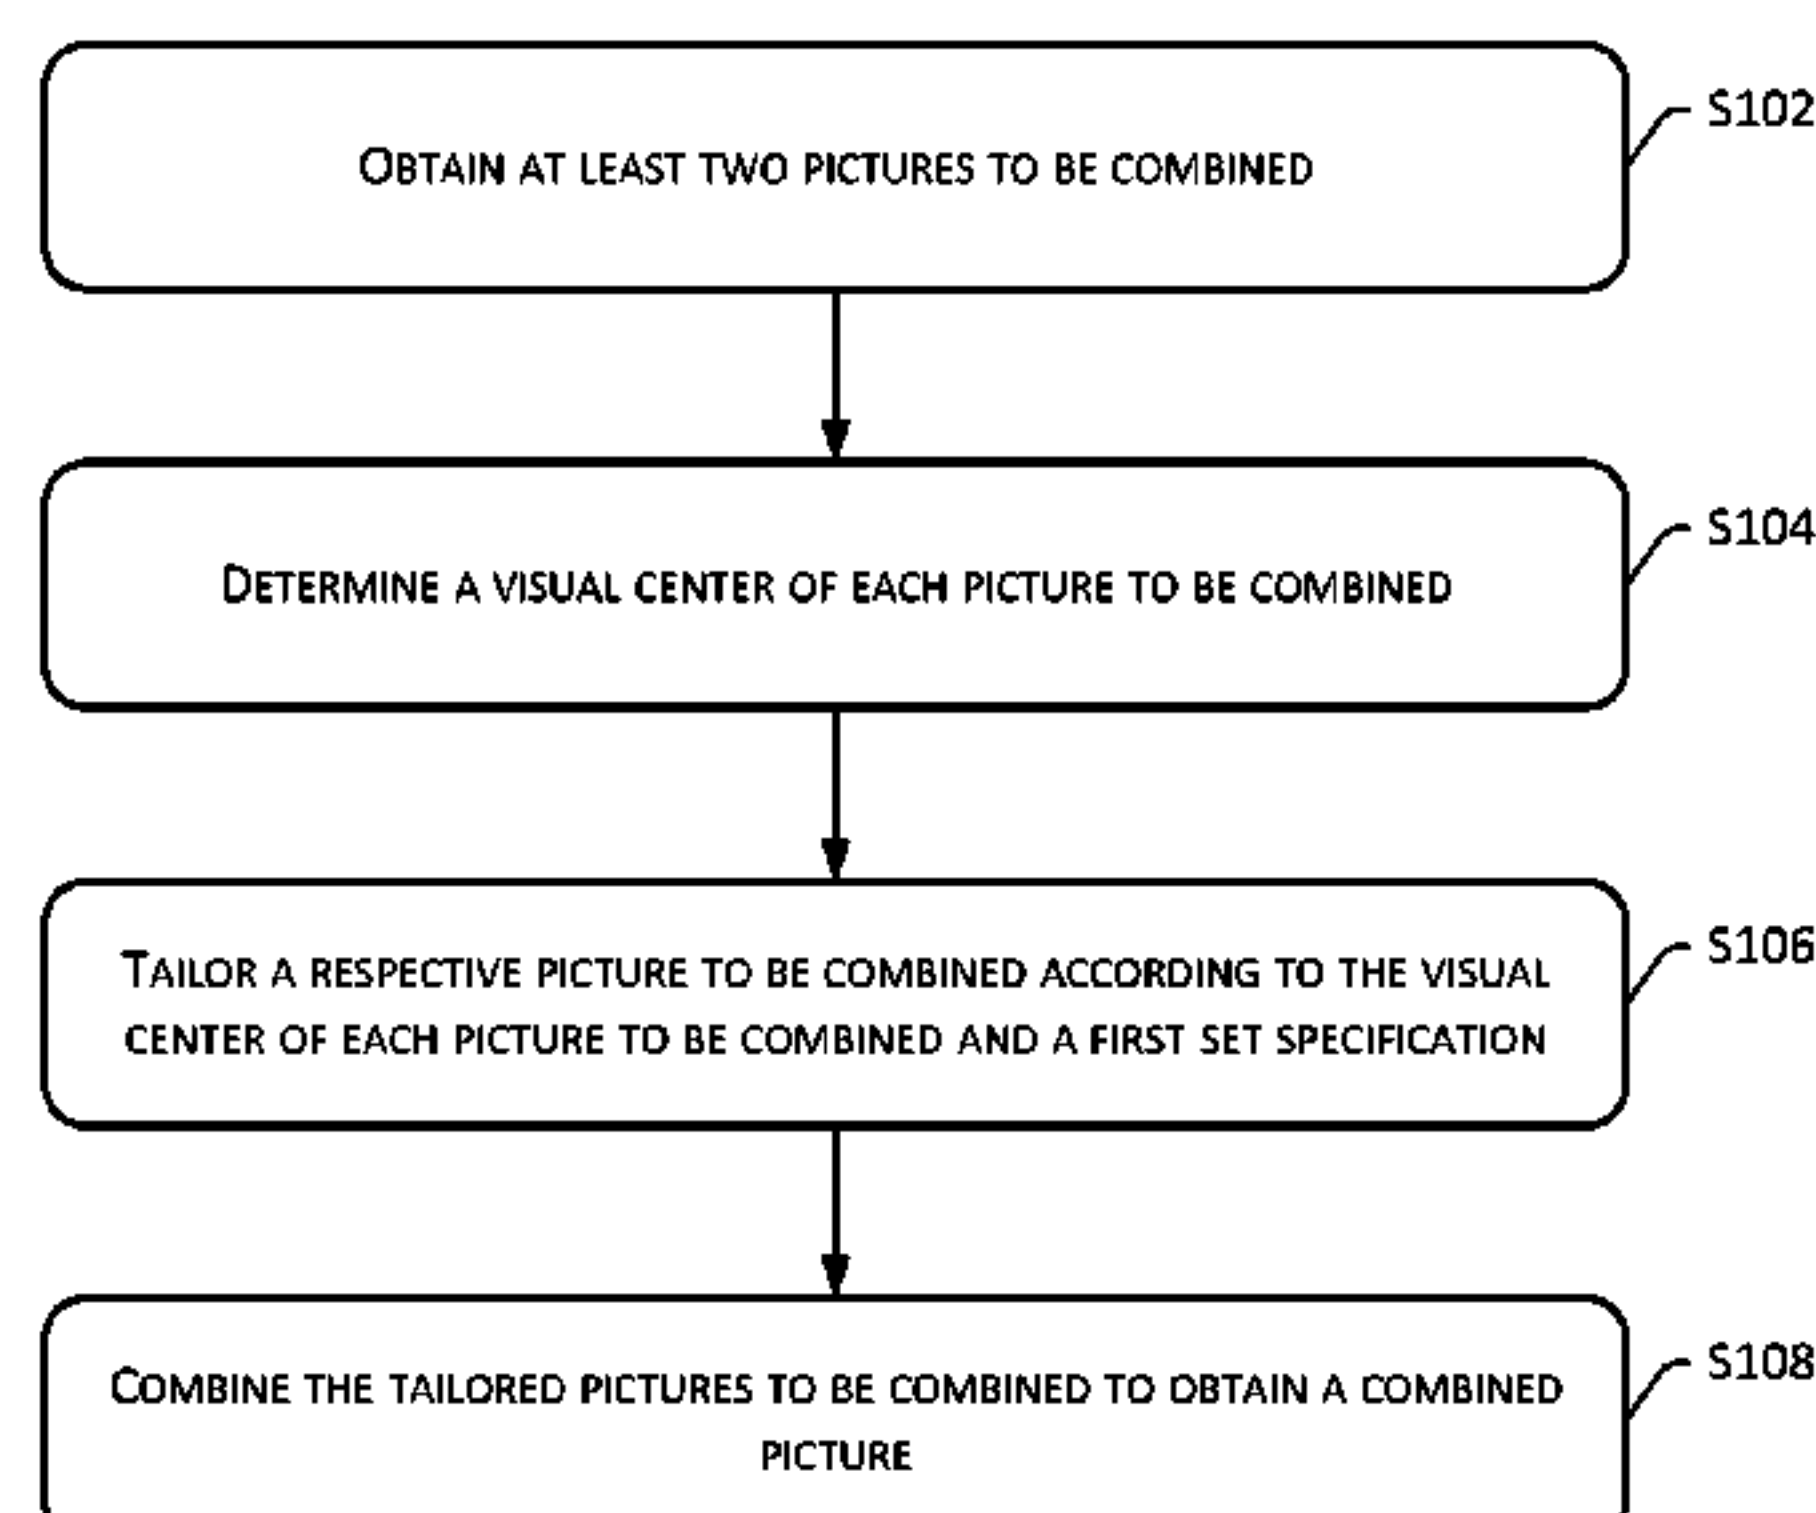 OBTAIN AT LEAST TWO PICTURES TO BE COMBINED
S102
DETERMINE A VISUAL CENTER OF EACH PICTURE TO BE COMBINED
S104
TAILOR A RESPECTIVE PICTURE TO BE COMBINED ACCORDING TO THE VISUAL
CENTER OF EACH PICTURE TO BE COMBINED AND A FIRST SET SPECIFICATION
S106
COMBINE THE TAILORED PICTURES TO BE COMBINED TO OBTAIN A COMBINED
PICTURE
S108